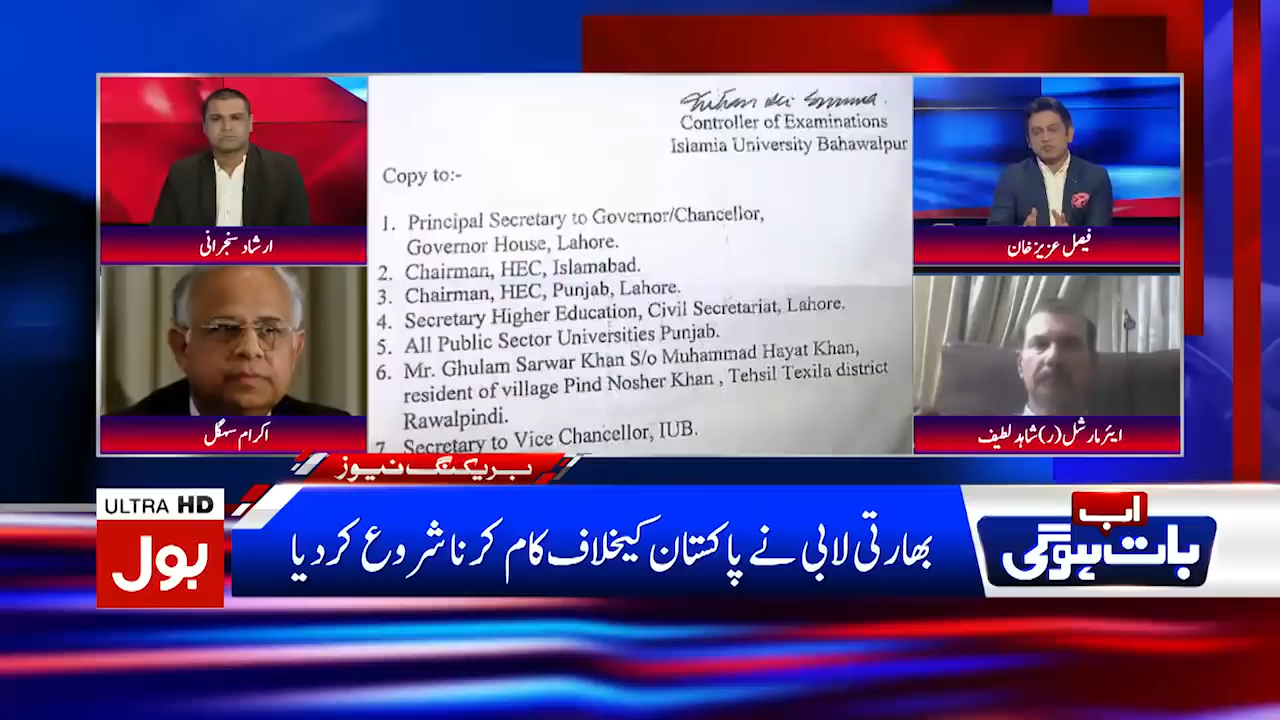 Controller of Examinations
Islamia University Bahawalpur
Copy to:-
1. Principal Secretary to Governor/Chancellor,
Governor House, Lahore.
2. Chairman, HEC, Islamabad.
3. Chairman, HEC, Punjab, Lahore.
4. Secretary Higher Education, Civil Secretariat, Lahore.
5. All Public Sector Universities Punjab.
6. Mr. Ghulam Sarwar Khan S/o Muhammad Hayat Khan,
resident of village Pind Nosher Khan , Tehsil Texila district
Rawalpindi.
7 Secretary to Vice Chancellor, IUB.
ارشاد سنجرانی
فیصل عزیز خان
اکرام سہگل
ایئر مارشل (ر) شاہد لطیف
بریکنگ نیوز
ULTRA HD
بول
بھارتی لابی نے پاکستان کیخلاف کام کرنا شروع کردیا
اب
بات ہوگی